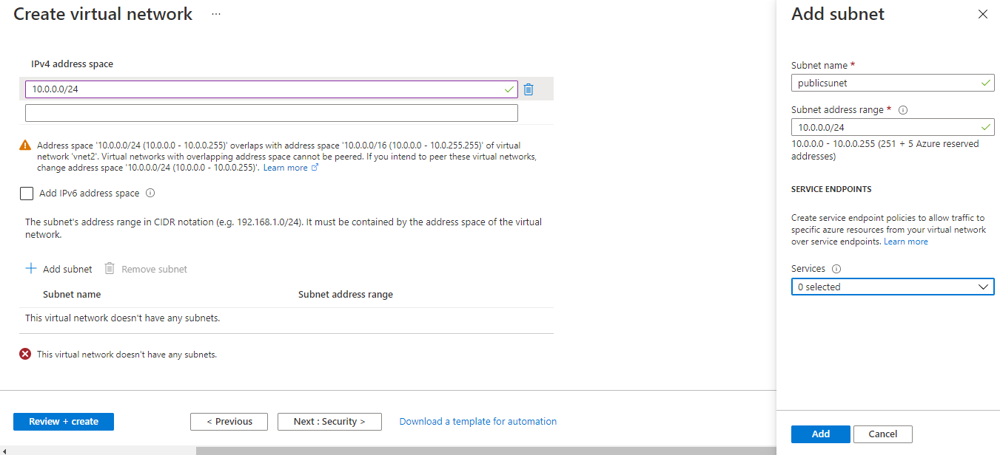 Create virtual network ...
IPv4 address space
10.0.0.0/24
Address space '10.0.0.0/24 (10.0.0.0 - 10.0.0.255)' overlaps with address space '10.0.0.0/16 (10.0.0.0 - 10.0.255.255)' of virtual
network 'vnet2'. Virtual networks with overlapping address space cannot be peered. If you intend to peer these virtual networks,
change address space '10.0.0.0/24 (10.0.0.0 - 10.0.0.255)'. Learn more
Add IPv6 address space
The subnet's address range in CIDR notation (e.g. 192.168.1.0/24). It must be contained by the address space of the virtual
network.
Add subnet Remove subnet
Subnet name Subnet address range
This virtual network doesn't have any subnets.
This virtual network doesn't have any subnets.
Review + create < Previous Next : Security > Download a template for automation
Add subnet
Subnet name *
publicsunet
Subnet address range *
10.0.0.0/24
10.0.0.0 - 10.0.0.255 (251 + 5 Azure reserved
addresses)
SERVICE ENDPOINTS
Create service endpoint policies to allow traffic to
specific azure resources from your virtual network
over service endpoints. Learn more
Services
0 selected
Add Cancel